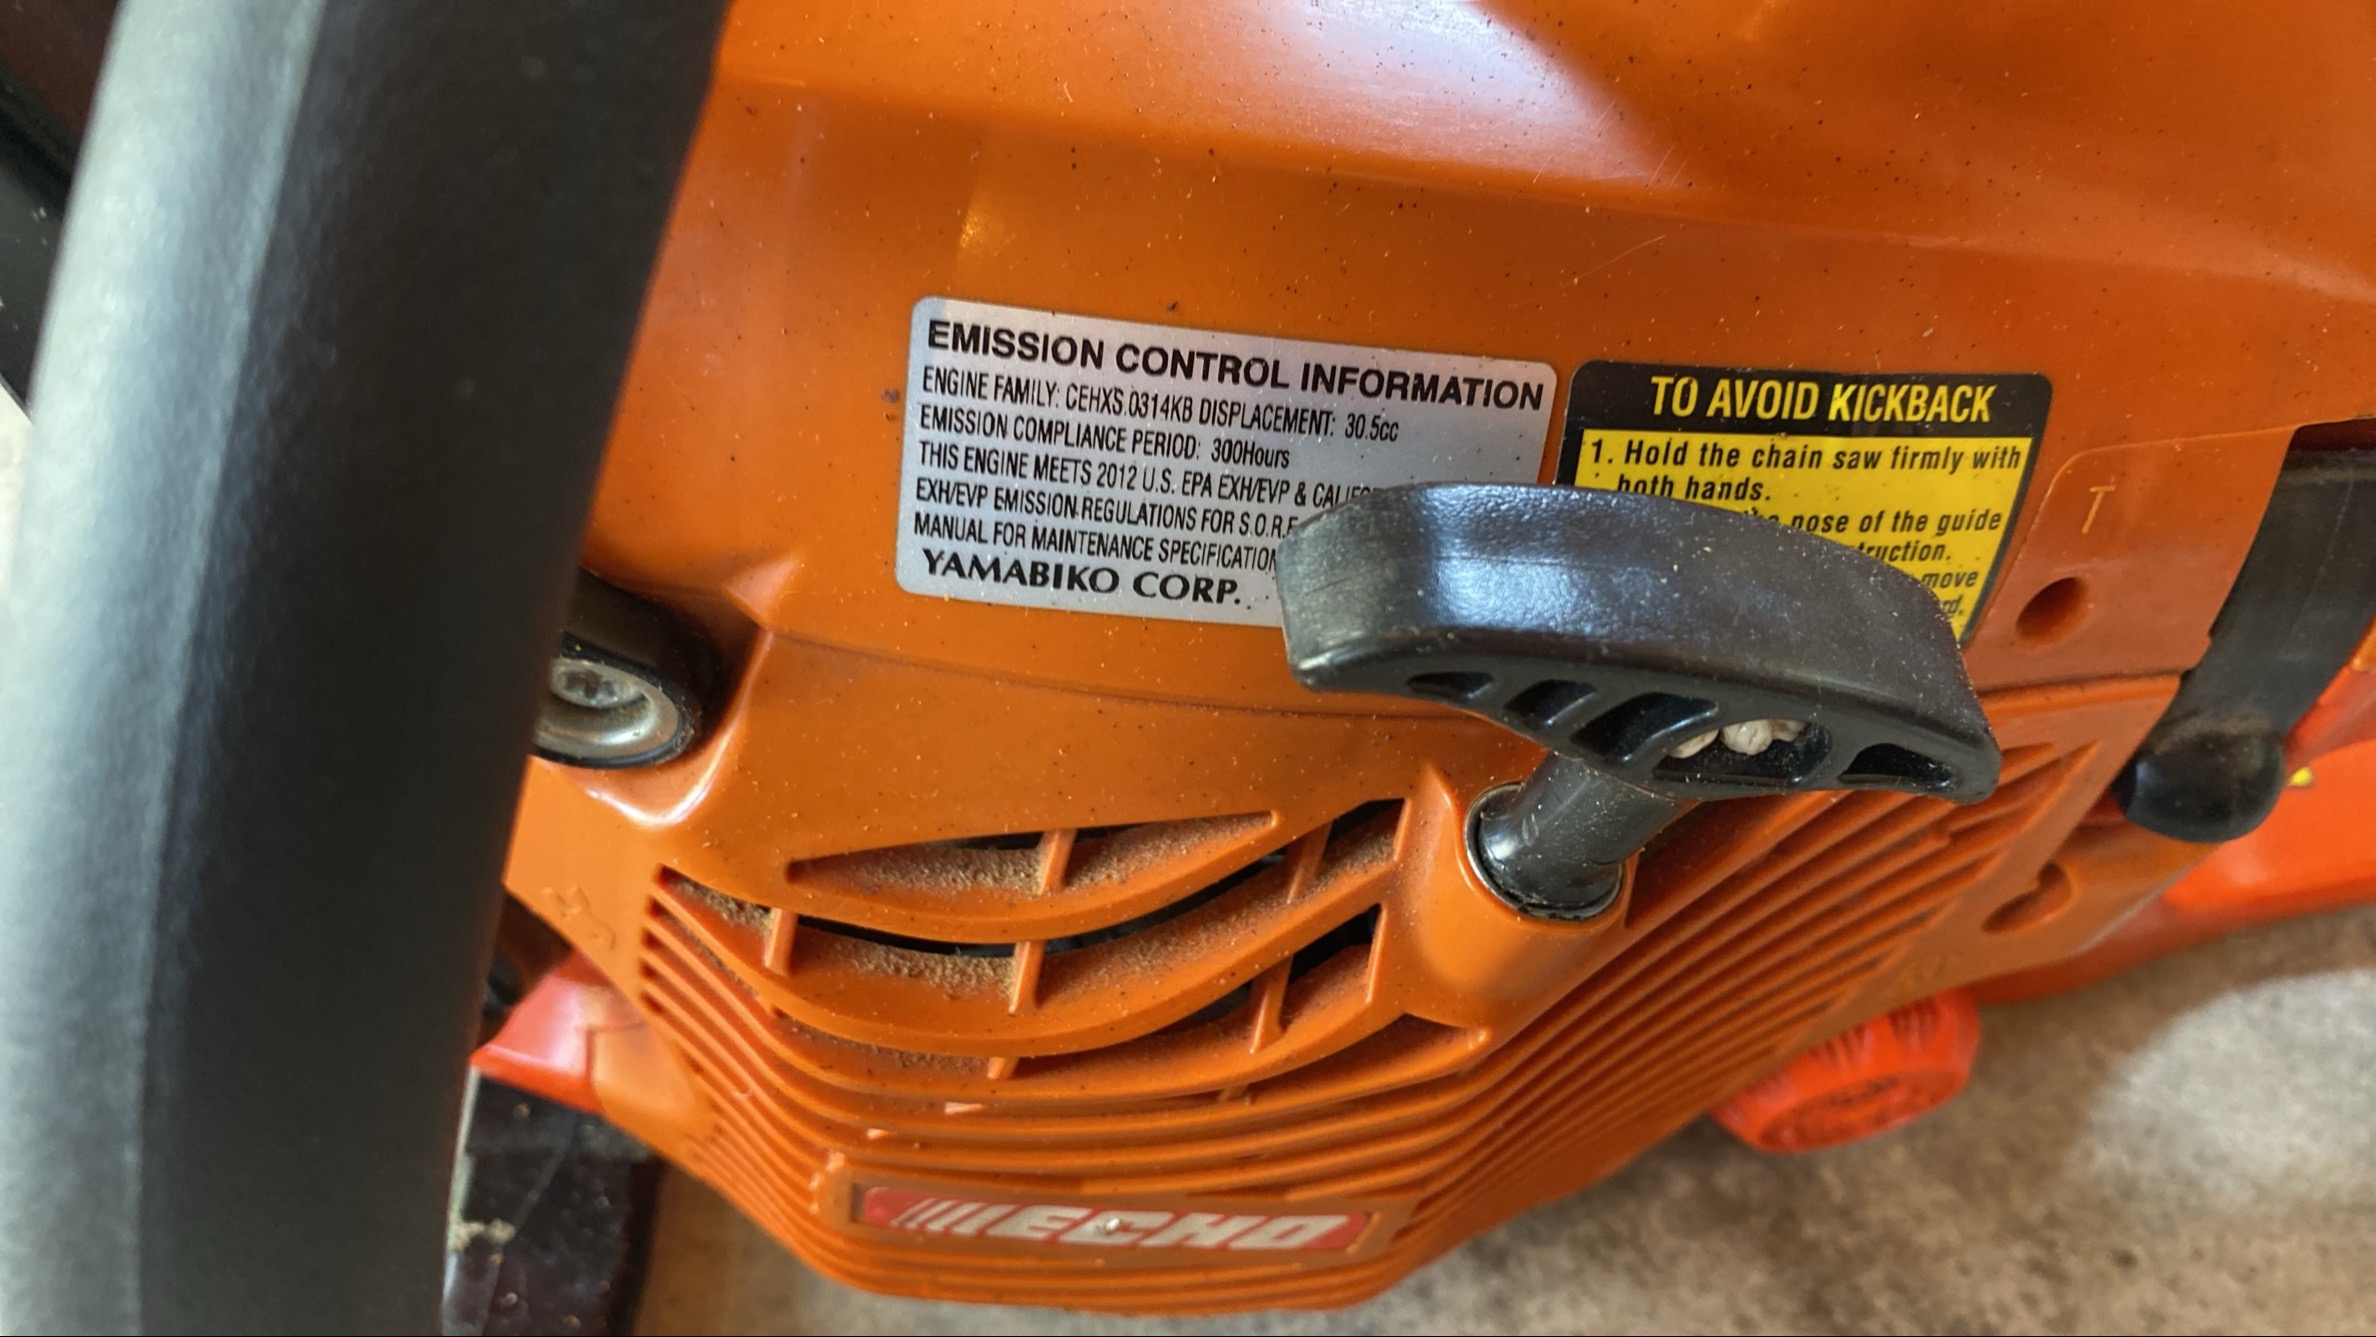 EMISSION CONTROL INFORMATION
ENGINE FAMILY: CEHXS.0314KB DISPLACEMENT: 30.5cc
EMISSION COMPLIANCE PERIOD: 300Hours
THIS ENGINE MEETS 2012 U.S. EPA EXH/EVP &
EXH/EVP EMISSION REGULATIONS FOR S.O.R.E.
MANUAL FOR MAINTENANCE SPECIFICATION
YAMABIKO CORP.
TO AVOID KICKBACK
1. Hold the chain saw firmly with
both hands.
nose of the guide
move
T
ECHO